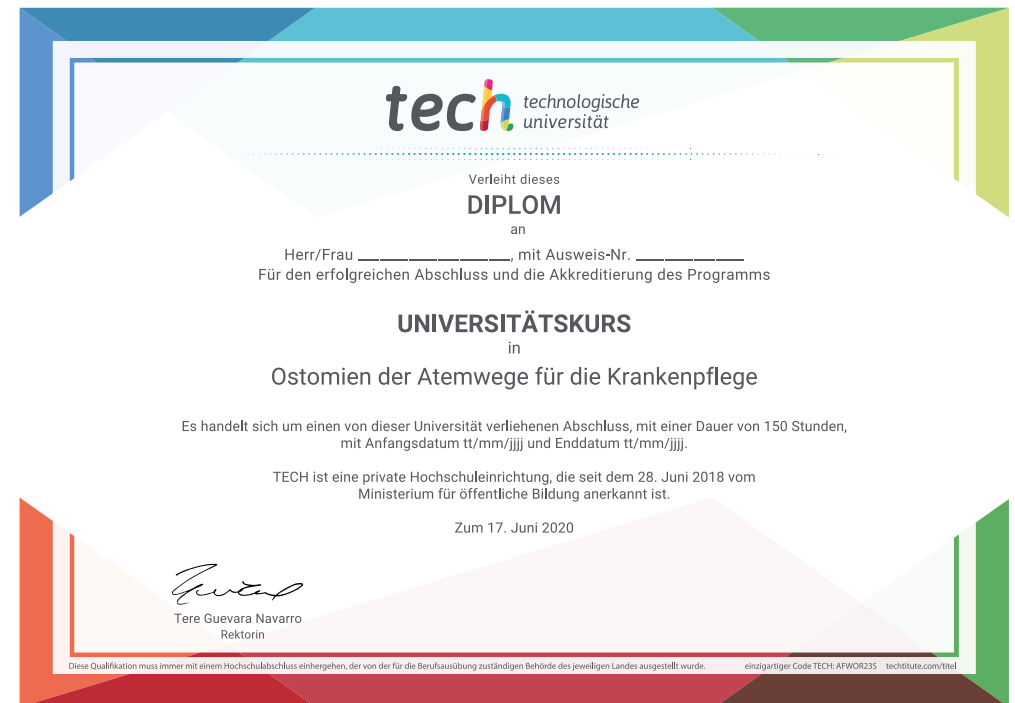 tech technologische
universität
Verleiht dieses
DIPLOM
an
Herr/Frau ____________________, mit Ausweis-Nr. ______________
Für den erfolgreichen Abschluss und die Akkreditierung des Programms
UNIVERSITÄTSKURS
in
Ostomien der Atemwege für die Krankenpflege
Es handelt sich um einen von dieser Universität verliehenen Abschluss, mit einer Dauer von 150 Stunden,
mit Anfangsdatum tt/mm/jjjj und Enddatum tt/mm/jjjj.
TECH ist eine private Hochschuleinrichtung, die seit dem 28. Juni 2018 vom
Ministerium für öffentliche Bildung anerkannt ist.
Zum 17. Juni 2020
Tere Guevara Navarro
Rektorin
Diese Qualifikation muss immer mit einem Hochschulabschluss einhergehen, der von der für die Berufsausübung zuständigen Behörde des jeweiligen Landes ausgestellt wurde. einzigartiger Code TECH: AFWOR23S techtitute.com/titel